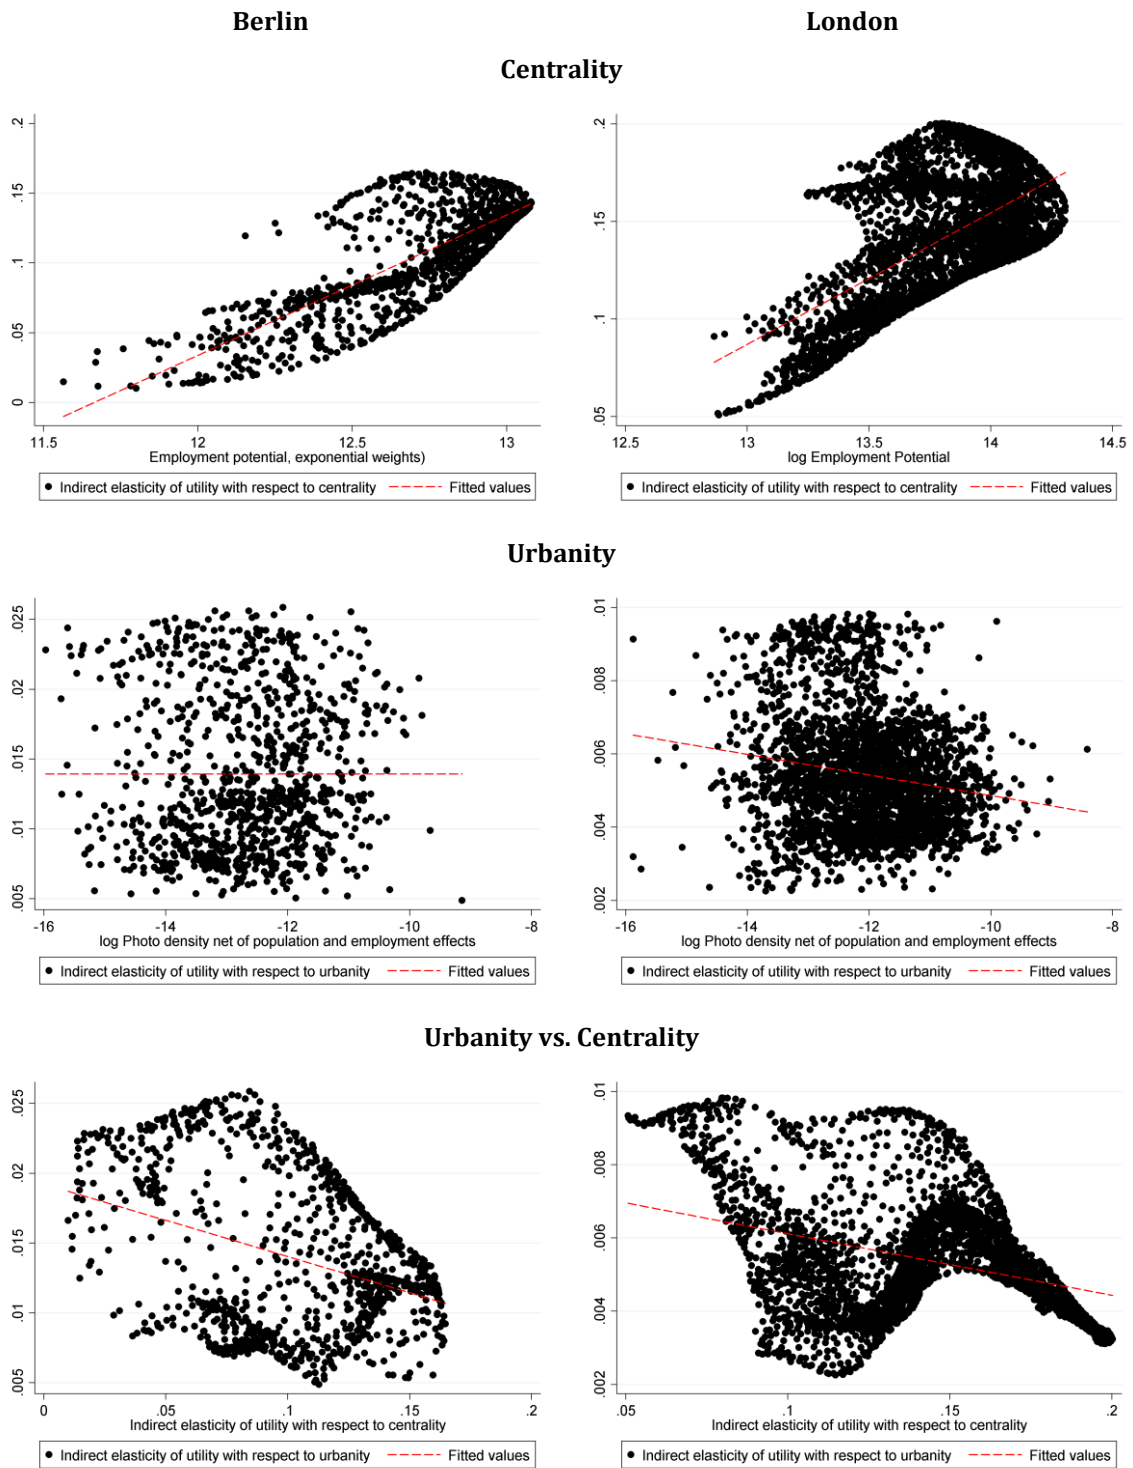 Berlin London
Centrality
.2
.15
.1
.05
0
11.5 12 12.5 13
Employment potential, exponential weights)
Indirect elasticity of utility with respect to centrality Fitted values
.2
.15
.1
.05
12.5 13 13.5 14 14.5
log Employment Potential
Indirect elasticity of utility with respect to centrality Fitted values
Urbanity
.025
.02
.015
.01
.005
-16 -14 -12 -10 -8
log Photo density net of population and employment effects
Indirect elasticity of utility with respect to urbanity Fitted values
.01
.008
.006
.004
.002
-16 -14 -12 -10 -8
log Photo density net of population and employment effects
Indirect elasticity of utility with respect to urbanity Fitted values
Urbanity vs. Centrality
.025
.02
.015
.01
.005
0 .05 .1 .15 .2
Indirect elasticity of utility with respect to centrality
Indirect elasticity of utility with respect to urbanity Fitted values
.01
.008
.006
.004
.002
.05 .1 .15 .2
Indirect elasticity of utility with respect to centrality
Indirect elasticity of utility with respect to urbanity Fitted values